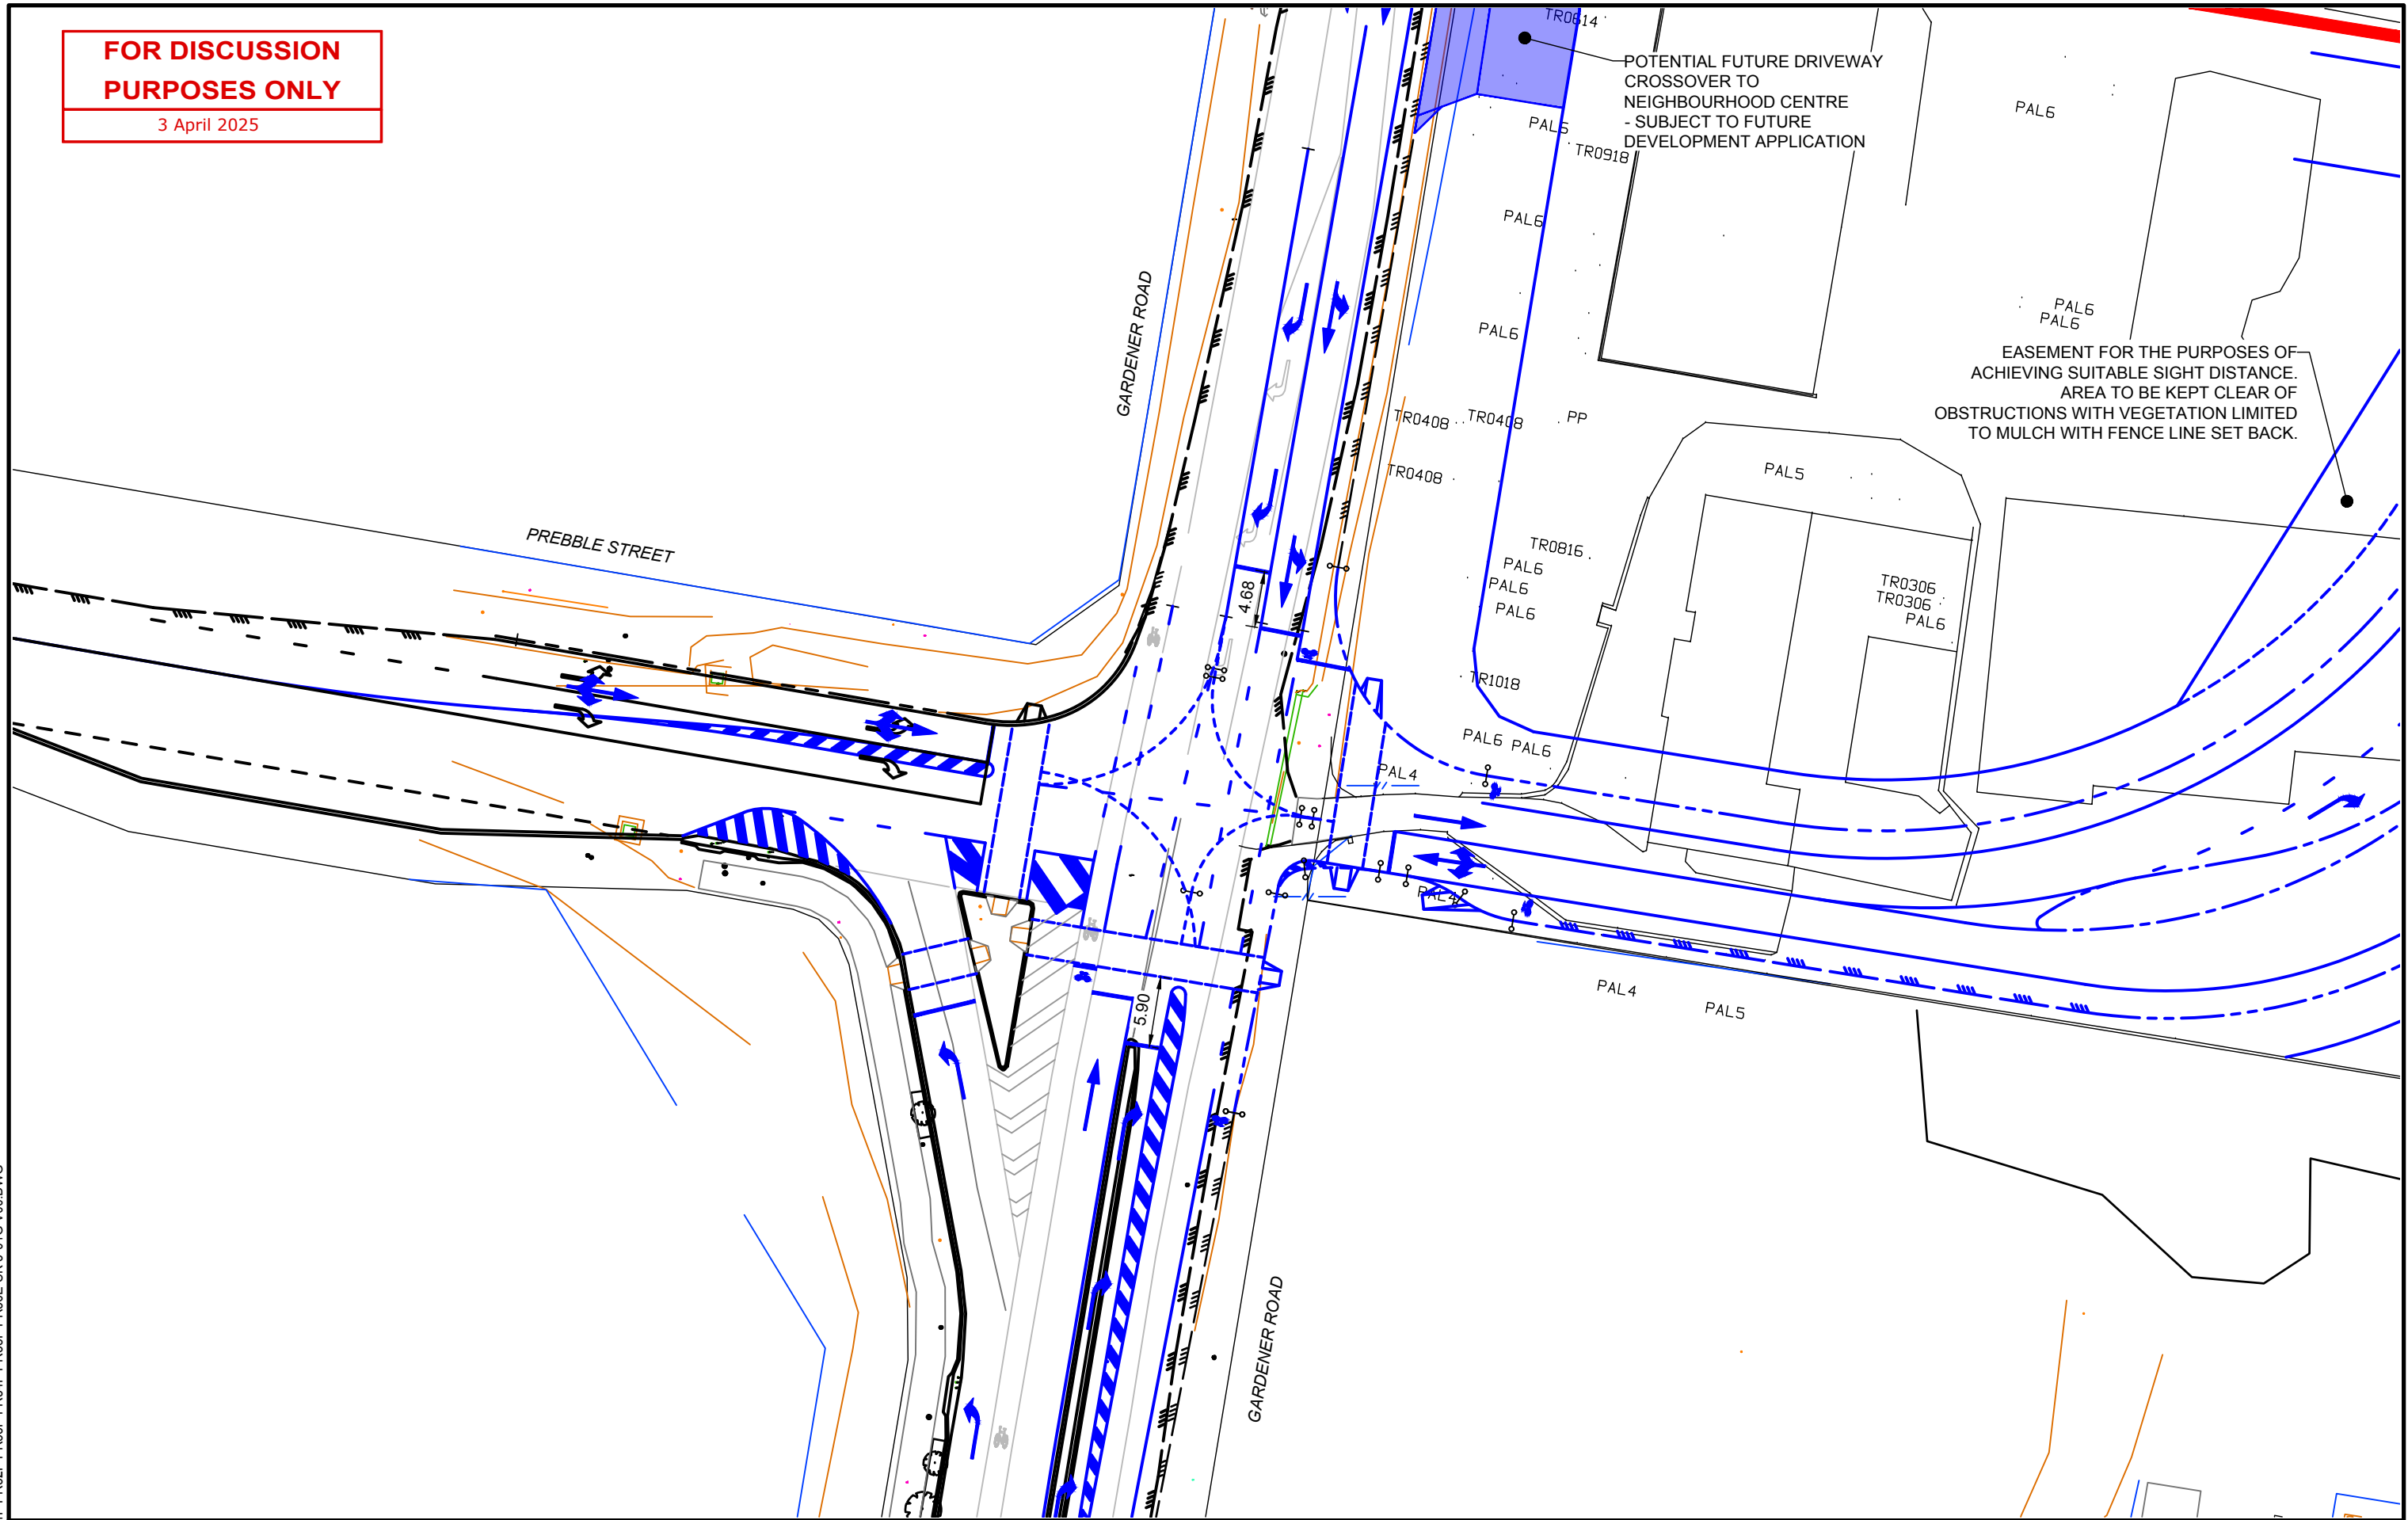 FOR DISCUSSION
PURPOSES ONLY
3 April 2025
TR0614
POTENTIAL FUTURE DRIVEWAY
CROSSOVER TO
NEIGHBOURHOOD CENTRE
- SUBJECT TO FUTURE
DEVELOPMENT APPLICATION
PAL6
PAL6
TR0918
PAL6
GARDENER ROAD
PAL6
PAL6
PAL6
EASEMENT FOR THE PURPOSES OF
ACHIEVING SUITABLE SIGHT DISTANCE.
AREA TO BE KEPT CLEAR OF
OBSTRUCTIONS WITH VEGETATION LIMITED
TO MULCH WITH FENCE LINE SET BACK.
TR0408
TR0408
PP
TR0408
PAL5
PREBBLE STREET
TR0816
PAL6
PAL6
PAL6
4.68
TR0306
TR0306
PAL6
TR1018
PAL6 PAL6
PAL4
PAL4
PAL4
PAL5
5.90
GARDENER ROAD